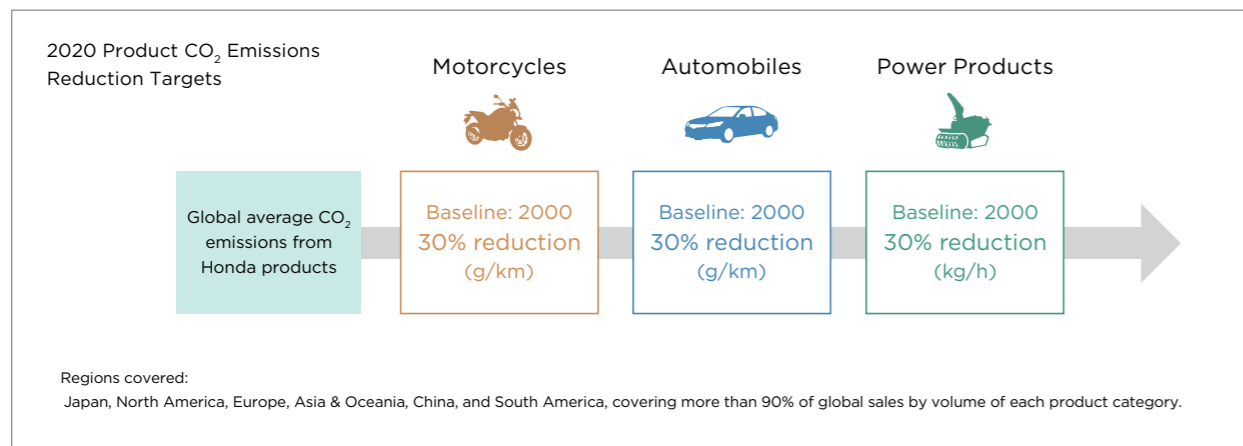 2020 Product CO₂ Emissions
Reduction Targets
Motorcycles
Automobiles
Power Products
Global average CO₂
emissions from
Honda products
Baseline: 2000
30% reduction
(g/km)
Baseline: 2000
30% reduction
(g/km)
Baseline: 2000
30% reduction
(kg/h)
Regions covered:
Japan, North America, Europe, Asia & Oceania, China, and South America, covering more than 90% of global sales by volume of each product category.